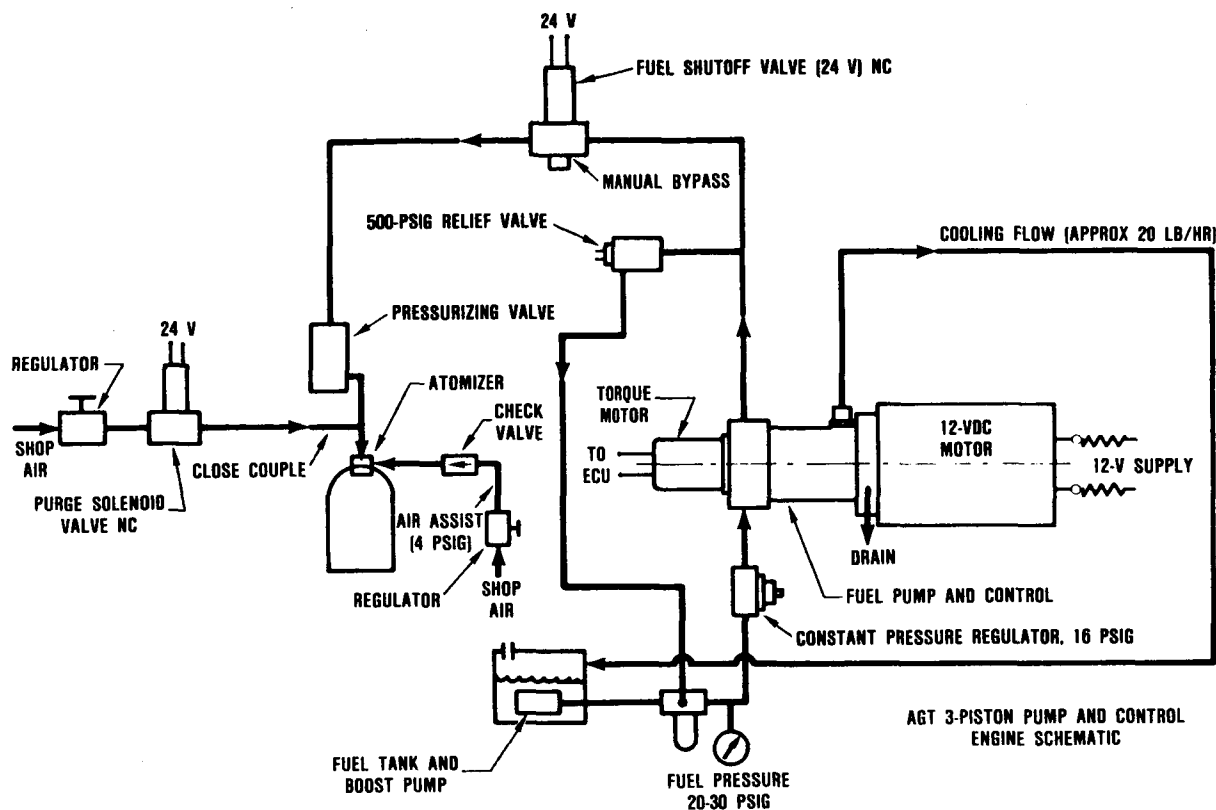 24 V
FUEL SHUTOFF VALVE (24 V) NC
MANUAL BYPASS
500-PSIG RELIEF VALVE
COOLING FLOW (APPROX 20 LB/HR)
PRESSURIZING VALVE
24 V
REGULATOR
ATOMIZER
CHECK
VALVE
TORQUE
MOTOR
12-VDC
MOTOR
SHOP
AIR
CLOSE COUPLE
TO
ECU
12-V SUPPLY
PURGE SOLENOID
VALVE NC
AIR ASSIST
(4 PSIG)
DRAIN
REGULATOR
SHOP
AIR
FUEL PUMP AND CONTROL
CONSTANT PRESSURE REGULATOR, 16 PSIG
AGT 3-PISTON PUMP AND CONTROL
ENGINE SCHEMATIC
FUEL TANK AND
BOOST PUMP
FUEL PRESSURE
20-30 PSIG